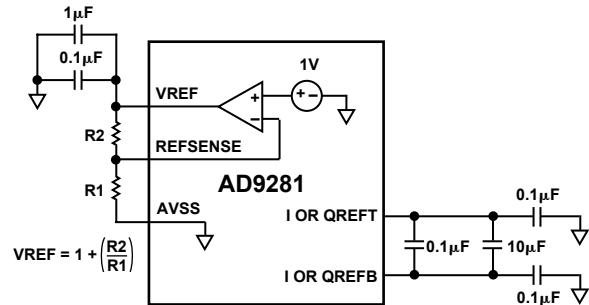 1µF
0.1µF
1V
VREF
+
–
+ –
R2
REFSENSE
R1
AD9281
AVSS
0.1µF
I OR QREFT
VREF = 1 + (R2/R1)
0.1µF
10µF
I OR QREFB
0.1µF